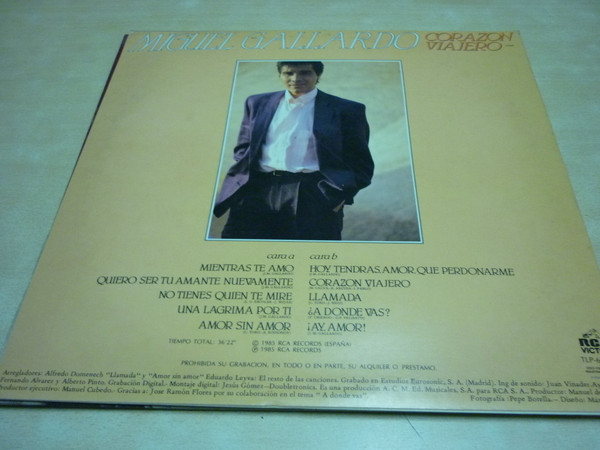 MIGUEL GALLARDO
CORAZON
VIAJERO
cara a
MIENTRAS TE AMO
QUIERO SER TU AMANTE NUEVAMENTE
NO TIENES QUIEN TE MIRE
UNA LAGRIMA POR TI
AMOR SIN AMOR
TIEMPO TOTAL: 36'22"
cara b
HOY TENDRAS, AMOR, QUE PERDONARME
CORAZON VIAJERO
LLAMADA
¿A DONDE VAS?
¡AY, AMOR!
℗ 1985 RCA RECORDS (ESPAÑA)
© 1985 RCA RECORDS
PROHIBIDA SU GRABACION, EN TODO O EN PARTE, SU ALQUILER O PRESTAMO.
RCA
VICT
Arregladores: Alfredo Domenech "Llamada" y "Amor sin amor" Eduardo Leyva: El resto de las canciones. Grabado en Estudios Eurosonic, S. A. (Madrid). Ing de sonido: Juan Vinader, Ay
Fernando Alvarez y Alberto Pinto. Grabación Digital.- Montaje digital: Jesús Gómez - Doubletronics. Es una producción A. C. M. Ed. Musicales, S.A. para RCA S. A.. Productor: Manuel de
Productor ejecutivo: Manuel Cubedo.- Gracias a: Jose Ramón Flores por su colaboración en el tema "A donde vas".
Fotografía: Pepe Botella.- Diseño: